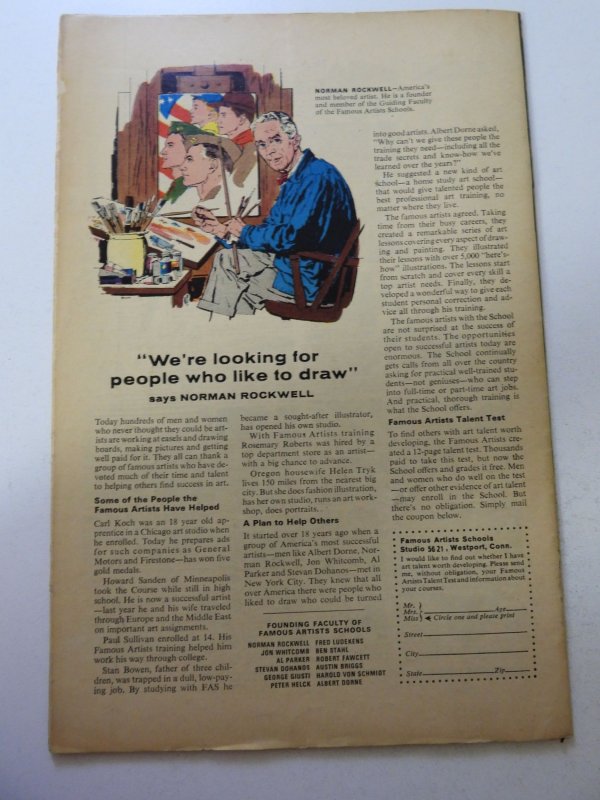 NORMAN ROCKWELL—America's
most beloved artist. He is a founder
and member of the Guiding Faculty
of the Famous Artists Schools.
"We're looking for
people who like to draw"
says NORMAN ROCKWELL
Today hundreds of men and women
who never thought they could be art-
ists are working at easels and drawing
boards, making pictures and getting
well paid for it. They all can thank a
group of famous artists who have de-
voted much of their time and talent
to helping others find success in art.
Some of the People the
Famous Artists Have Helped
Carl Koch was an 18 year old ap-
prentice in a Chicago art studio when
he enrolled. Today he prepares ads
for such companies as General
Motors and Firestone—has won five
gold medals.
Howard Sanden of Minneapolis
took the Course while still in high
school. He is now a successful artist
—last year he and his wife traveled
through Europe and the Middle East
on important art assignments.
Paul Sullivan enrolled at 14. His
Famous Artists training helped him
work his way through college.
Stan Bowen, father of three chil-
dren, was trapped in a dull, low-pay-
ing job. By studying with FAS he
became a sought-after illustrator,
has opened his own studio.
With Famous Artists training
Rosemary Roberts was hired by a
top department store as an artist—
with a big chance to advance.
Oregon housewife Helen Tryk
lives 150 miles from the nearest big
city. But she does fashion illustration,
has her own studio, runs an art work-
shop, does portraits..
A Plan to Help Others
It started over 18 years ago when a
group of America's most successful
artists—men like Albert Dorne, Nor-
man Rockwell, Jon Whitcomb, Al
Parker and Stevan Dohanos—met in
New York City. They knew that all
over America there were people who
liked to draw who could be turned
FOUNDING FACULTY OF
FAMOUS ARTISTS SCHOOLS
NORMAN ROCKWELL FRED LUDEKENS
JON WHITCOMB BEN STAHL
AL PARKER ROBERT FAWCETT
STEVAN DOHANOS AUSTIN BRIGGS
GEORGE GIUSTI HAROLD VON SCHMIDT
PETER HELCK ALBERT DORNE
into good artists. Albert Dorne asked,
"Why can't we give these people the
training they need—including all the
trade secrets and know-how we've
learned over the years?"
He suggested a new kind of art
school—a home study art school—
that would give talented people the
best professional art training, no
matter where they live.
The famous artists agreed. Taking
time from their busy careers, they
created a remarkable series of art
lessons covering every aspect of draw-
ing and painting. They illustrated
their lessons with over 5,000 "here's-
how" illustrations. The lessons start
from scratch and cover every skill a
top artist needs. Finally, they de-
veloped a wonderful way to give each
student personal correction and ad-
vice all through his training.
The famous artists with the School
are not surprised at the success of
their students. The opportunities
open to successful artists today are
enormous. The School continually
gets calls from all over the country
asking for practical well-trained stu-
dents—not geniuses—who can step
into full-time or part-time art jobs.
And practical, thorough training is
what the School offers.
Famous Artists Talent Test
To find others with art talent worth
developing, the Famous Artists cre-
ated a 12-page talent test. Thousands
paid to take this test, but now the
School offers and grades it free. Men
and women who do well on the test
—or offer other evidence of art talent
—may enroll in the School. But
there's no obligation. Simply mail
the coupon below.
Famous Artists Schools
Studio 5621, Westport, Conn.
I would like to find out whether I have
art talent worth developing. Please send
me, without obligation, your Famous
Artists Talent Test and information about
your courses.
Mr.
Mrs. Age
Miss Circle one and please print
Street
City
State Zip